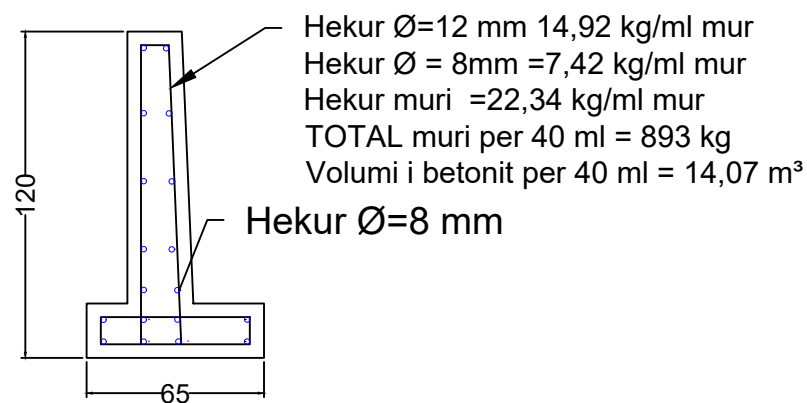 Hekur Ø=12 mm 14,92 kg/ml mur
Hekur Ø = 8mm =7,42 kg/ml mur
Hekur muri =22,34 kg/ml mur
TOTAL muri per 40 ml = 893 kg
Volumi i betonit per 40 ml = 14,07 m³
120
Hekur Ø=8 mm
65